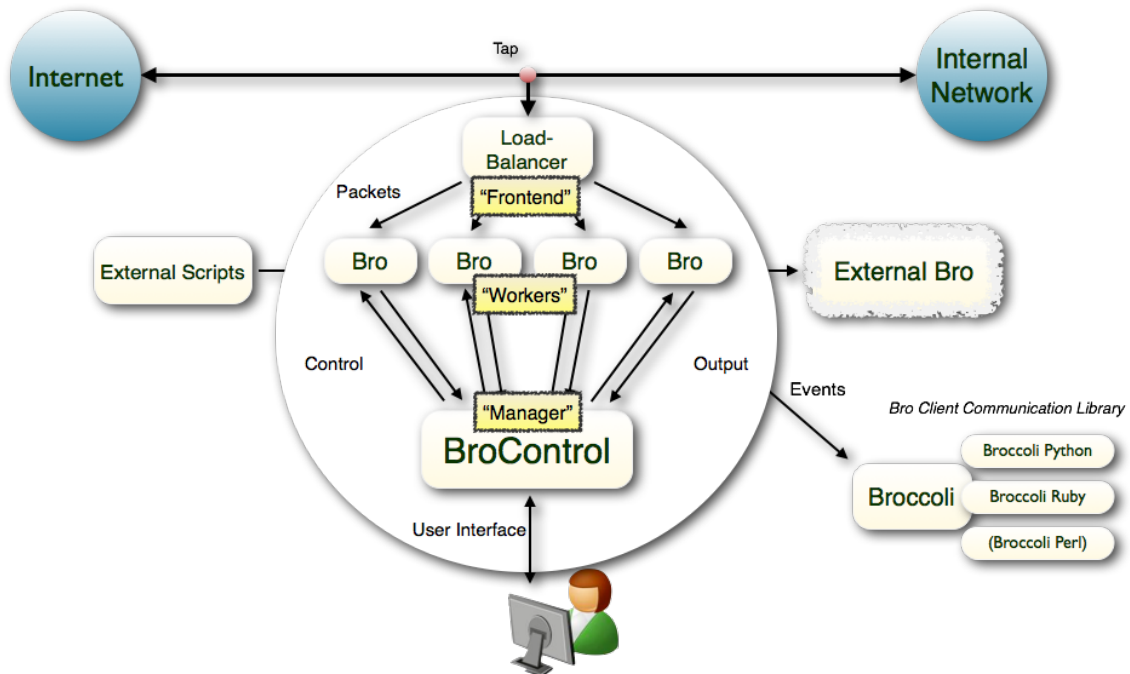 Tap
Internet
Internal
Network
Load-
Balancer
Packets
“Frontend”
External Scripts
Bro
Bro
Bro
Bro
External Bro
“Workers”
Control
Output
“Manager”
BroControl
Events
Bro Client Communication Library
Broccoli Python
Broccoli
Broccoli Ruby
(Broccoli Perl)
User Interface